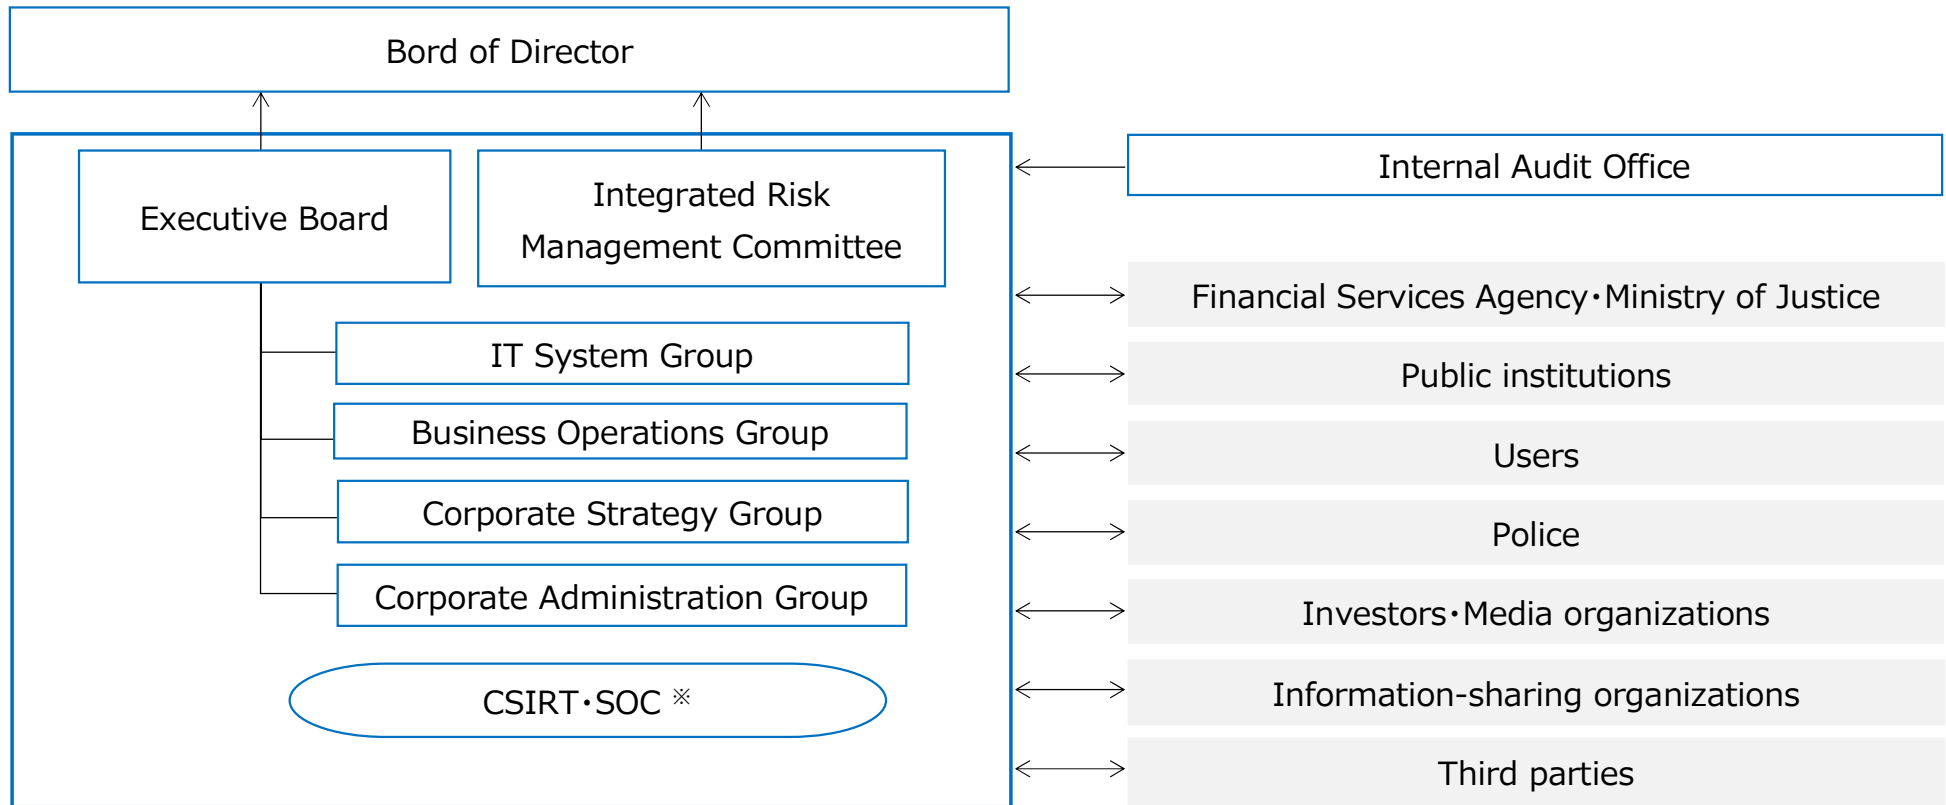 Bord of Director
Executive Board
Integrated Risk
Management Committee
IT System Group
Business Operations Group
Corporate Strategy Group
Corporate Administration Group
CSIRT・SOC ※
Internal Audit Office
Financial Services Agency・Ministry of Justice
Public institutions
Users
Police
Investors・Media organizations
Information-sharing organizations
Third parties